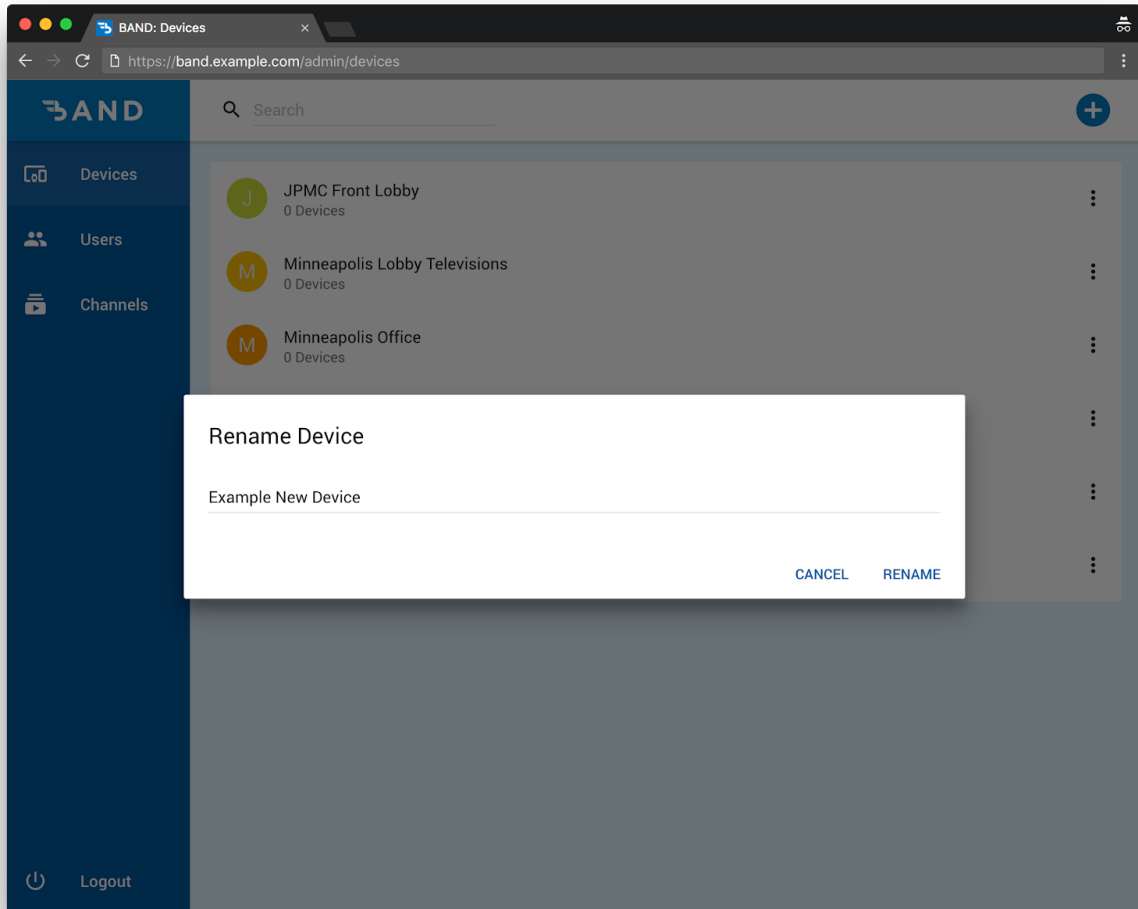 BAND: Devices
https://band.example.com/admin/devices
BAND
Search
Devices
Users
Channels
J
JPMC Front Lobby
0 Devices
M
Minneapolis Lobby Televisions
0 Devices
M
Minneapolis Office
0 Devices
Rename Device
Example New Device
CANCEL RENAME
Logout